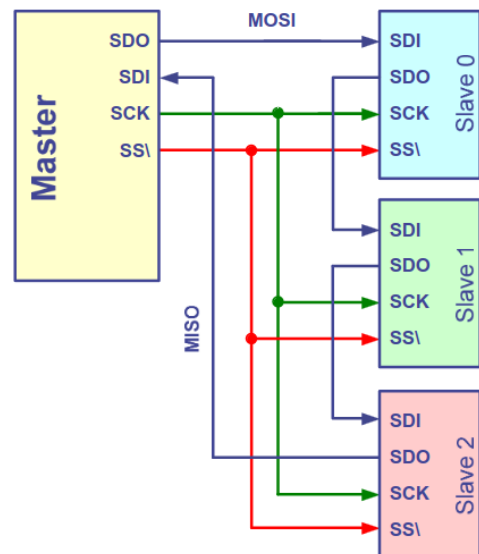 MOSI
SDO
SDI
SCK
SS\
Master
SDI
SDO
SCK
SS\
Slave 0
SDI
SDO
SCK
SS\
Slave 1
MISO
SDI
SDO
SCK
SS\
Slave 2